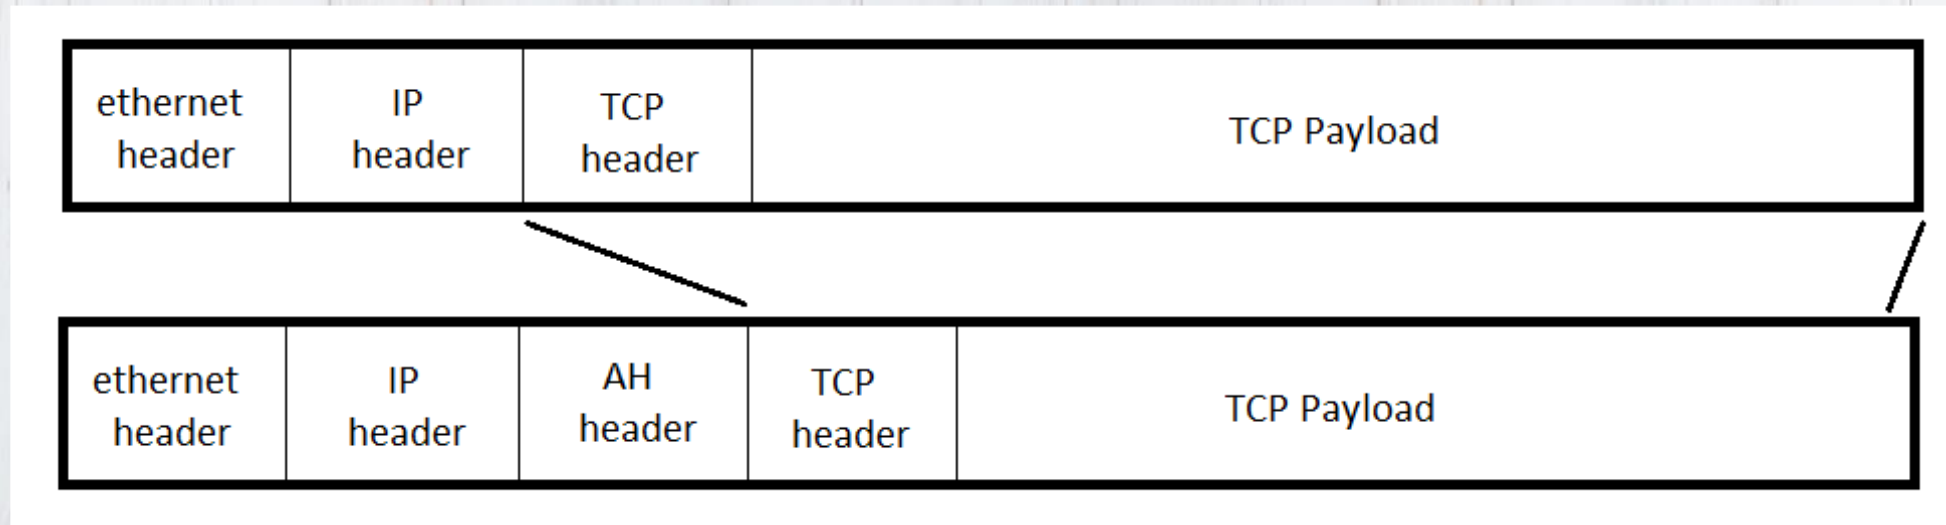 ethernet
header
IP
header
TCP
header
TCP Payload
ethernet
header
IP
header
AH
header
TCP
header
TCP Payload